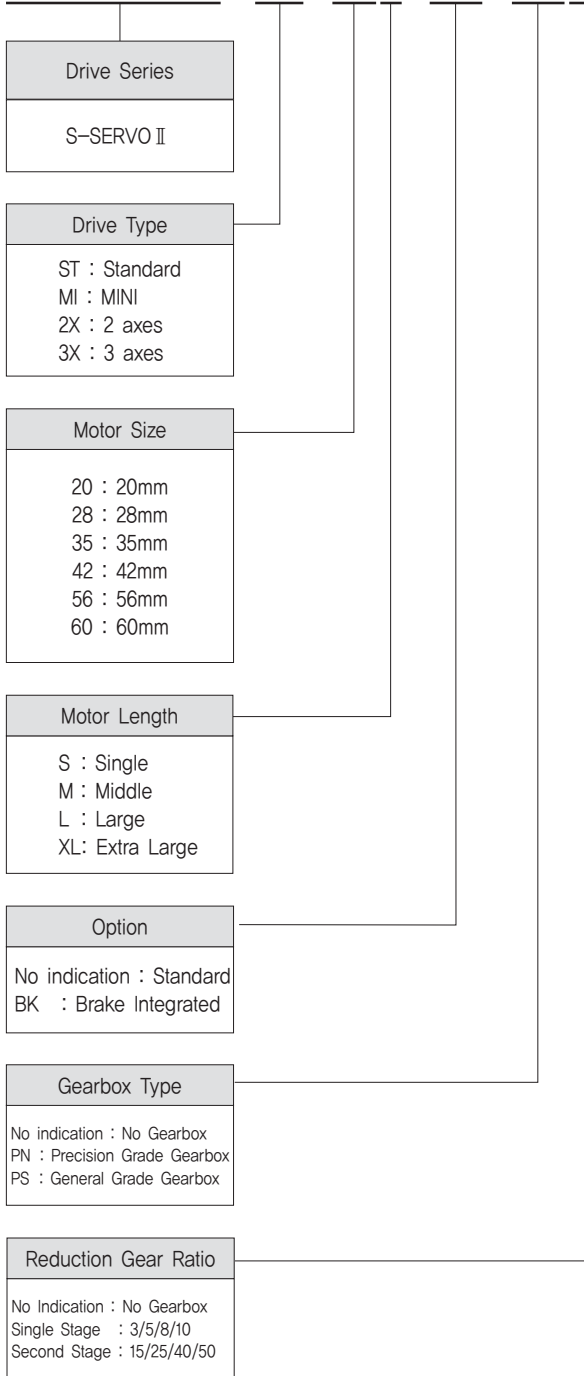 Drive Series
S-SERVOⅡ
Drive Type
ST : Standard
MI : MINI
2X : 2 axes
3X : 3 axes
Motor Size
20 : 20mm
28 : 28mm
35 : 35mm
42 : 42mm
56 : 56mm
60 : 60mm
Motor Length
S : Single
M : Middle
L : Large
XL: Extra Large
Option
No indication : Standard
BK : Brake Integrated
Gearbox Type
No indication : No Gearbox
PN : Precision Grade Gearbox
PS : General Grade Gearbox
Reduction Gear Ratio
No Indication : No Gearbox
Single Stage : 3/5/8/10
Second Stage : 15/25/40/50